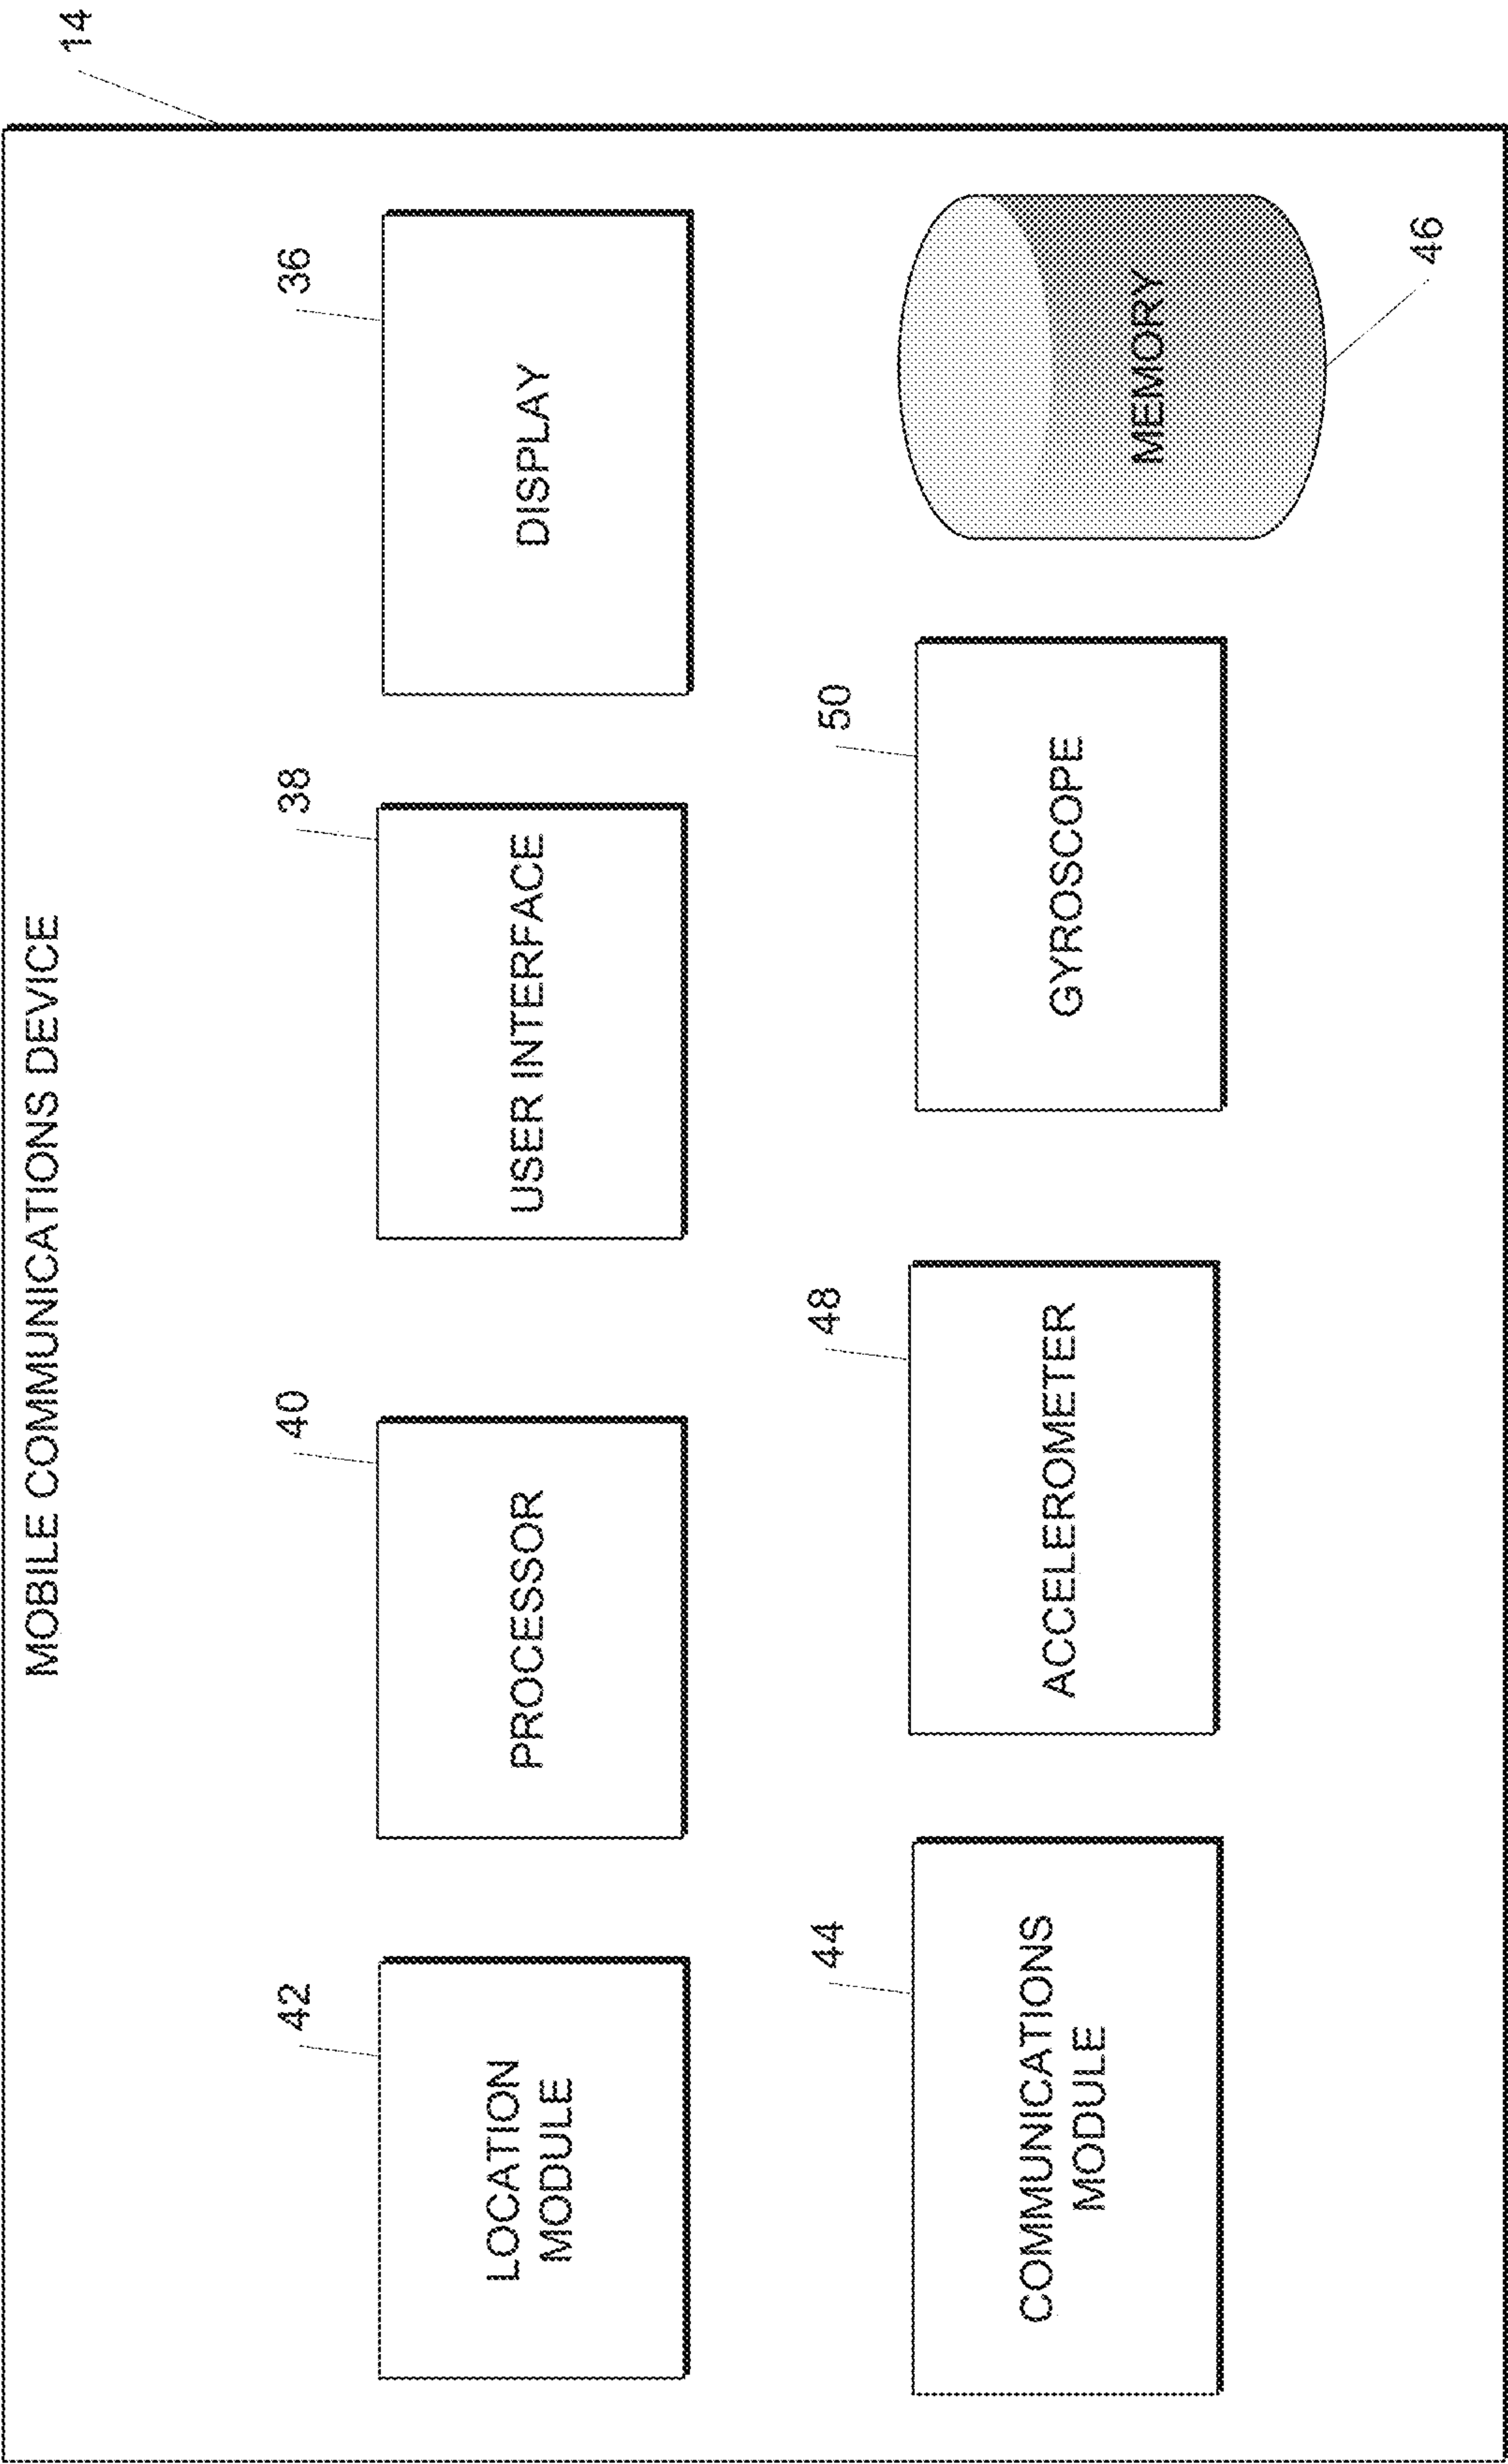 14
MOBILE COMMUNICATIONS DEVICE
42
40
38
36
LOCATION
MODULE
PROCESSOR
USER INTERFACE
DISPLAY
44
48
50
COMMUNICATIONS
MODULE
ACCELEROMETER
GYROSCOPE
MEMORY
46